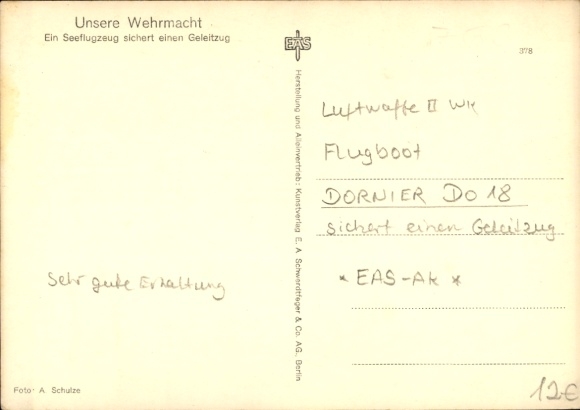 Unsere Wehrmacht
Ein Seeflugzeug sichert einen Geleitzug
EAS
378
Herstellung und Alleinvertrieb: Kunstverlag E. A. Schwerdtfeger & Co. AG., Berlin
Luftwaffe II WK
Flugboot
DORNIER DO 18
sichert einen Geleitzug
* EAS-AK *
Sehr gute Erhaltung
Foto: A. Schulze
12€